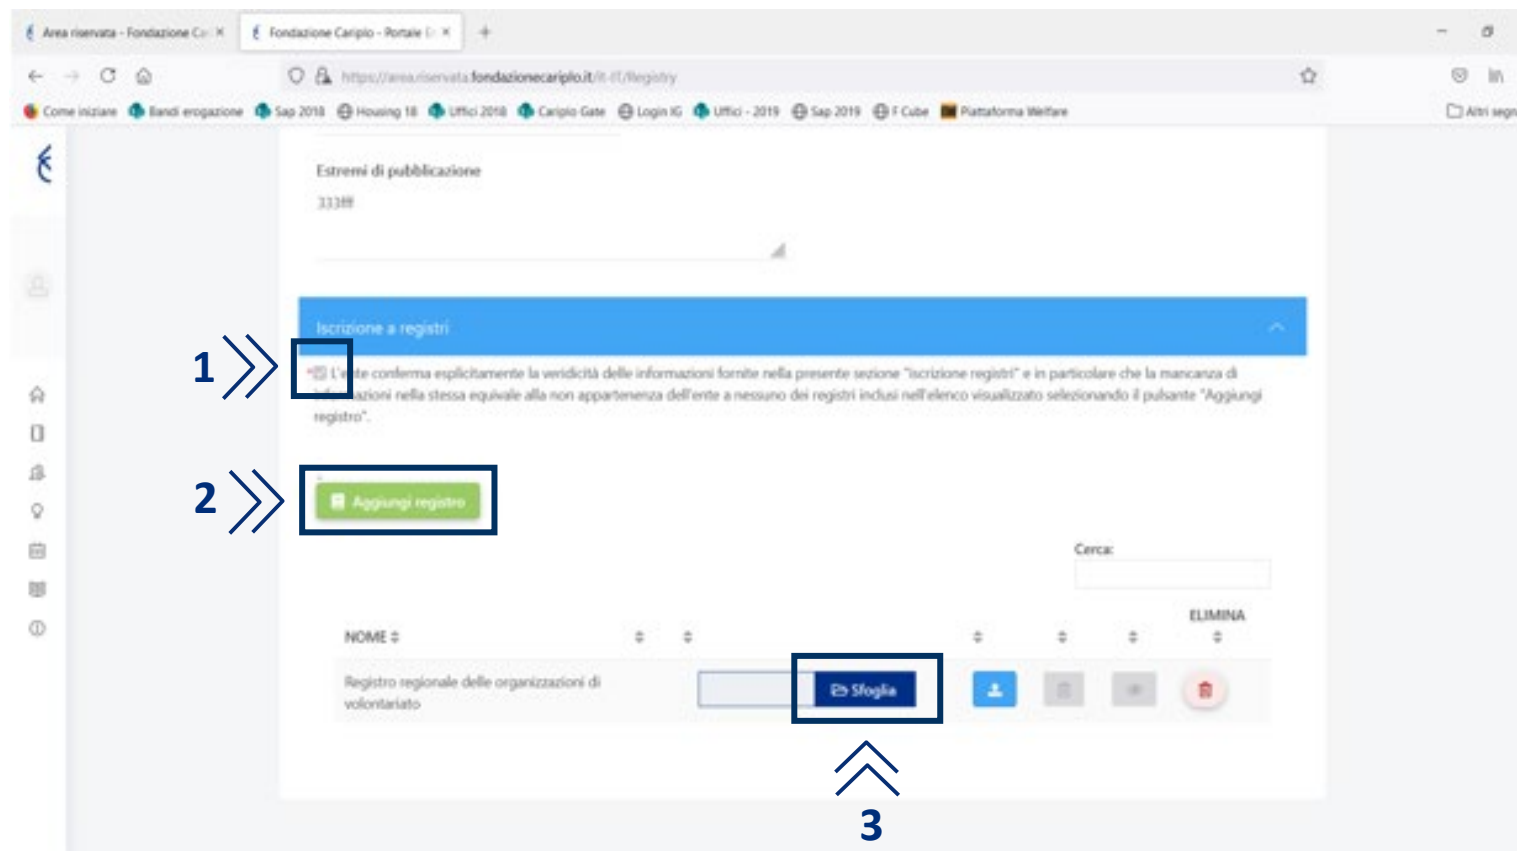 Area riservata - Fondazione Ca
Fondazione Cariplo - Portale
https://area.riservata.fondazionecariplo.it/it-IT/Registry
Come iniziare Bandi erogazione Sap 2018 Housing 18 Uffici 2018 Cariplo Gate Login IG Uffici - 2019 Sap 2019 F Cube Piattaforma Welfare Altri segn
Estremi di pubblicazione
333fff
Iscrizione a registri
1
* L'ente conferma esplicitamente la veridicità delle informazioni fornite nella presente sezione "Iscrizione registri" e in particolare che la mancanza di
informazioni nella stessa equivale alla non appartenenza dell'ente a nessuno dei registri inclusi nell'elenco visualizzato selezionando il pulsante "Aggiungi
registro".
2
Aggiungi registro
Cerca:
NOME ELIMINA
Registro regionale delle organizzazioni di
volontariato
Sfoglia
3